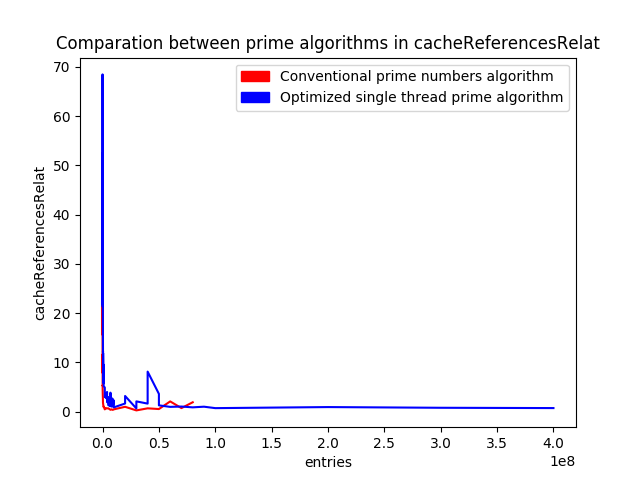 Comparation between prime algorithms in cacheReferencesRelat
Conventional prime numbers algorithm
Optimized single thread prime algorithm
cacheReferencesRelat
70
60
50
40
30
20
10
0
0.0 0.5 1.0 1.5 2.0 2.5 3.0 3.5 4.0
1e8
entries